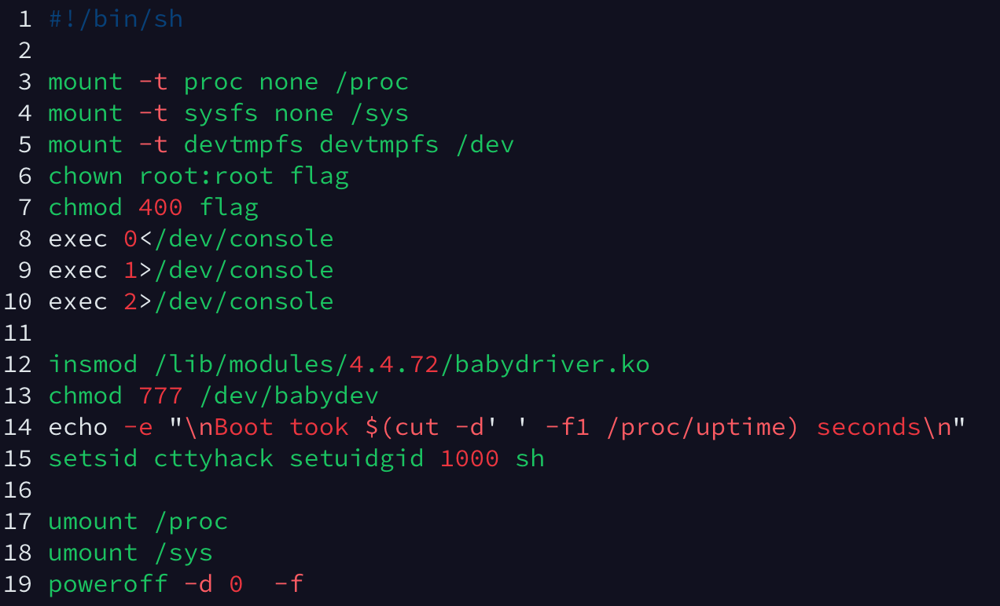 1 #!/bin/sh
2
3 mount -t proc none /proc
4 mount -t sysfs none /sys
5 mount -t devtmpfs devtmpfs /dev
6 chown root:root flag
7 chmod 400 flag
8 exec 0</dev/console
9 exec 1>/dev/console
10 exec 2>/dev/console
11
12 insmod /lib/modules/4.4.72/babydriver.ko
13 chmod 777 /dev/babydev
14 echo -e "\nBoot took $(cut -d' ' -f1 /proc/uptime) seconds\n"
15 setsid cttyhack setuidgid 1000 sh
16
17 umount /proc
18 umount /sys
19 poweroff -d 0  -f